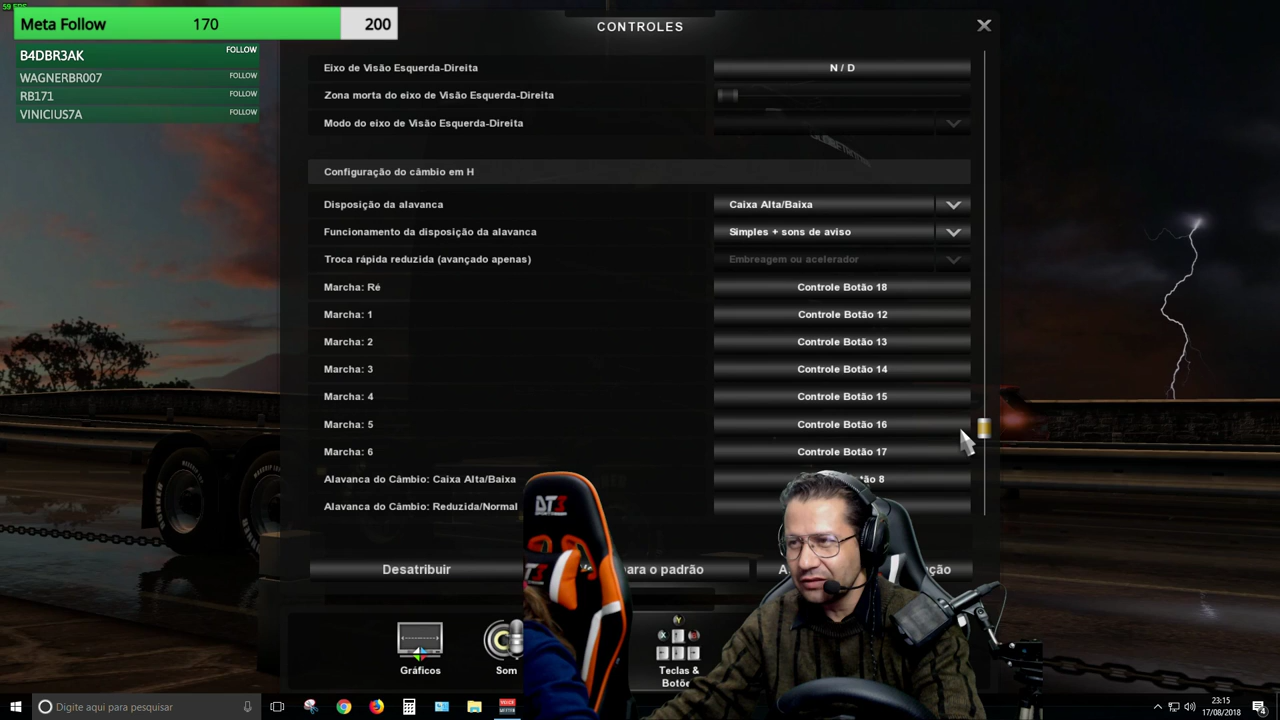 59 FPS
Meta Follow 170 200
B4DBR3AK FOLLOW
WAGNERBR007 FOLLOW
RB171 FOLLOW
VINICIUS7A FOLLOW
CONTROLES
Eixo de Visão Esquerda-Direita N / D
Zona morta do eixo de Visão Esquerda-Direita
Modo do eixo de Visão Esquerda-Direita
Configuração do câmbio em H
Disposição da alavanca Caixa Alta/Baixa
Funcionamento da disposição da alavanca Simples + sons de aviso
Troca rápida reduzida (avançado apenas) Embreagem ou acelerador
Marcha: Ré Controle Botão 18
Marcha: 1 Controle Botão 12
Marcha: 2 Controle Botão 13
Marcha: 3 Controle Botão 14
Marcha: 4 Controle Botão 15
Marcha: 5 Controle Botão 16
Marcha: 6 Controle Botão 17
Alavanca do Câmbio: Caixa Alta/Baixa 8
Alavanca do Câmbio: Reduzida/Normal
DT3
Desatribuir para o padrão
Gráficos
Som
Y
X
Teclas &
Digite aqui para pesquisar
VOICE
23:15
17/08/2018